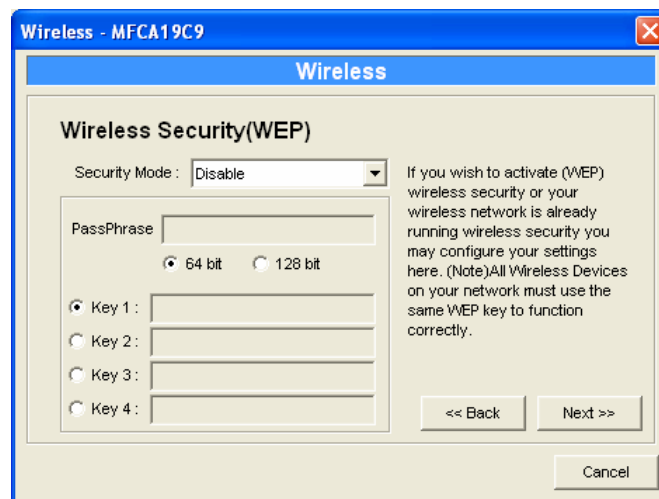 Wireless - MFCA19C9
Wireless
Wireless Security(WEP)
Security Mode : Disable
PassPhrase
64 bit 128 bit
Key 1 :
Key 2 :
Key 3 :
Key 4 :
If you wish to activate (WEP)
wireless security or your
wireless network is already
running wireless security you
may configure your settings
here. (Note)All Wireless Devices
on your network must use the
same WEP key to function
correctly.
<< Back Next >>
Cancel